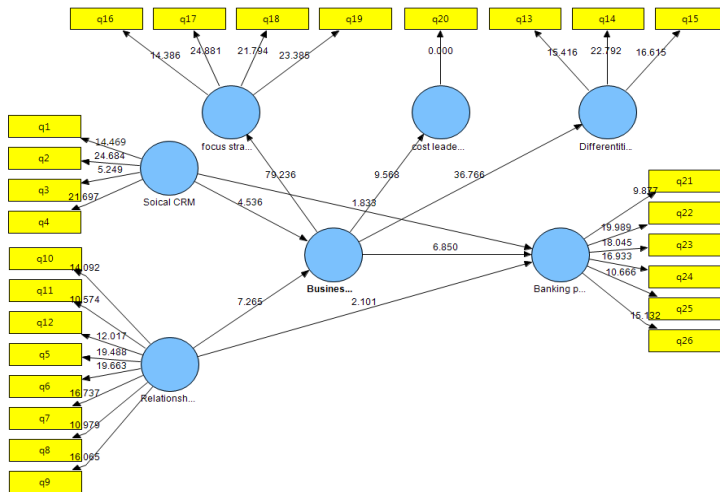 q16
q17
q18
q19
q20
q13
q14
q15
14.386
24.881
21.794
23.385
0.000
15.416
22.792
16.615
focus stra...
cost leade...
Differentiti...
q1
q2
q3
q4
14.469
24.684
5.249
21.697
Soical CRM
79.236
9.568
36.766
4.536
1.833
q21
q22
q23
q24
q25
q26
9.877
19.989
18.045
16.933
10.666
15.132
6.850
Busines...
Banking p...
q10
q11
q12
q5
q6
q7
q8
q9
14.092
10.574
12.017
19.488
19.663
16.737
10.979
16.065
7.265
2.101
Relationsh...